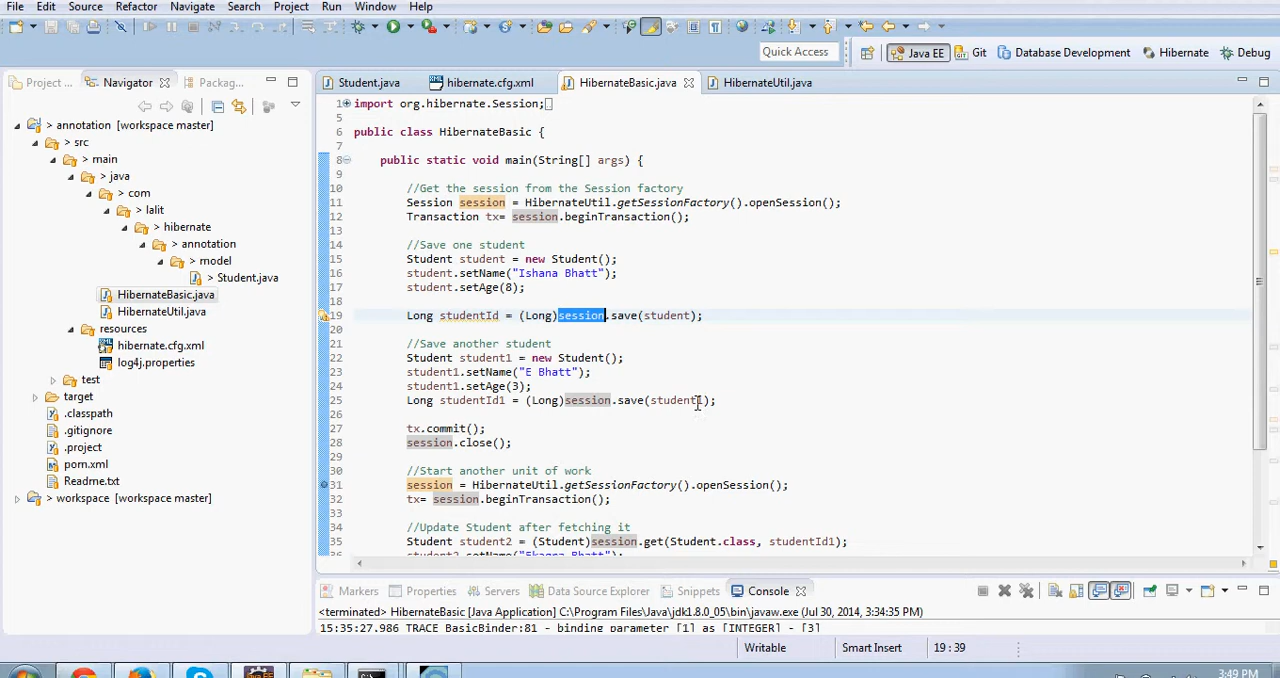 File Edit Source Refactor Navigate Search Project Run Window Help
Quick Access Java EE Git Database Development Hibernate Debug
Project ... Navigator Packag...
Student.java hibernate.cfg.xml HibernateBasic.java HibernateUtil.java
> annotation [workspace master]
> src
> main
> java
> com
> lalit
> hibernate
> annotation
> model
> Student.java
HibernateBasic.java
HibernateUtil.java
resources
hibernate.cfg.xml
log4j.properties
test
target
.classpath
.gitignore
.project
pom.xml
Readme.txt
> workspace [workspace master]
1 import org.hibernate.Session;
5
6 public class HibernateBasic {
7
8 public static void main(String[] args) {
9
10 //Get the session from the Session factory
11 Session session = HibernateUtil.getSessionFactory().openSession();
12 Transaction tx= session.beginTransaction();
13
14 //Save one student
15 Student student = new Student();
16 student.setName("Ishana Bhatt");
17 student.setAge(8);
18
19 Long studentId = (Long)session.save(student);
20
21 //Save another student
22 Student student1 = new Student();
23 student1.setName("E Bhatt");
24 student1.setAge(3);
25 Long studentId1 = (Long)session.save(student1);
26
27 tx.commit();
28 session.close();
29
30 //Start another unit of work
31 session = HibernateUtil.getSessionFactory().openSession();
32 tx= session.beginTransaction();
33
34 //Update Student after fetching it
35 Student student2 = (Student)session.get(Student.class, studentId1);
36 student2.setName("Ekagra Bhatt");
Markers Properties Servers Data Source Explorer Snippets Console
<terminated> HibernateBasic [Java Application] C:\Program Files\Java\jdk1.8.0_05\bin\javaw.exe (Jul 30, 2014, 3:34:35 PM)
15:35:27.986 TRACE BasicBinder:81 - binding parameter [1] as [INTEGER] - [3]
Writable Smart Insert 19 : 39
3:49 PM